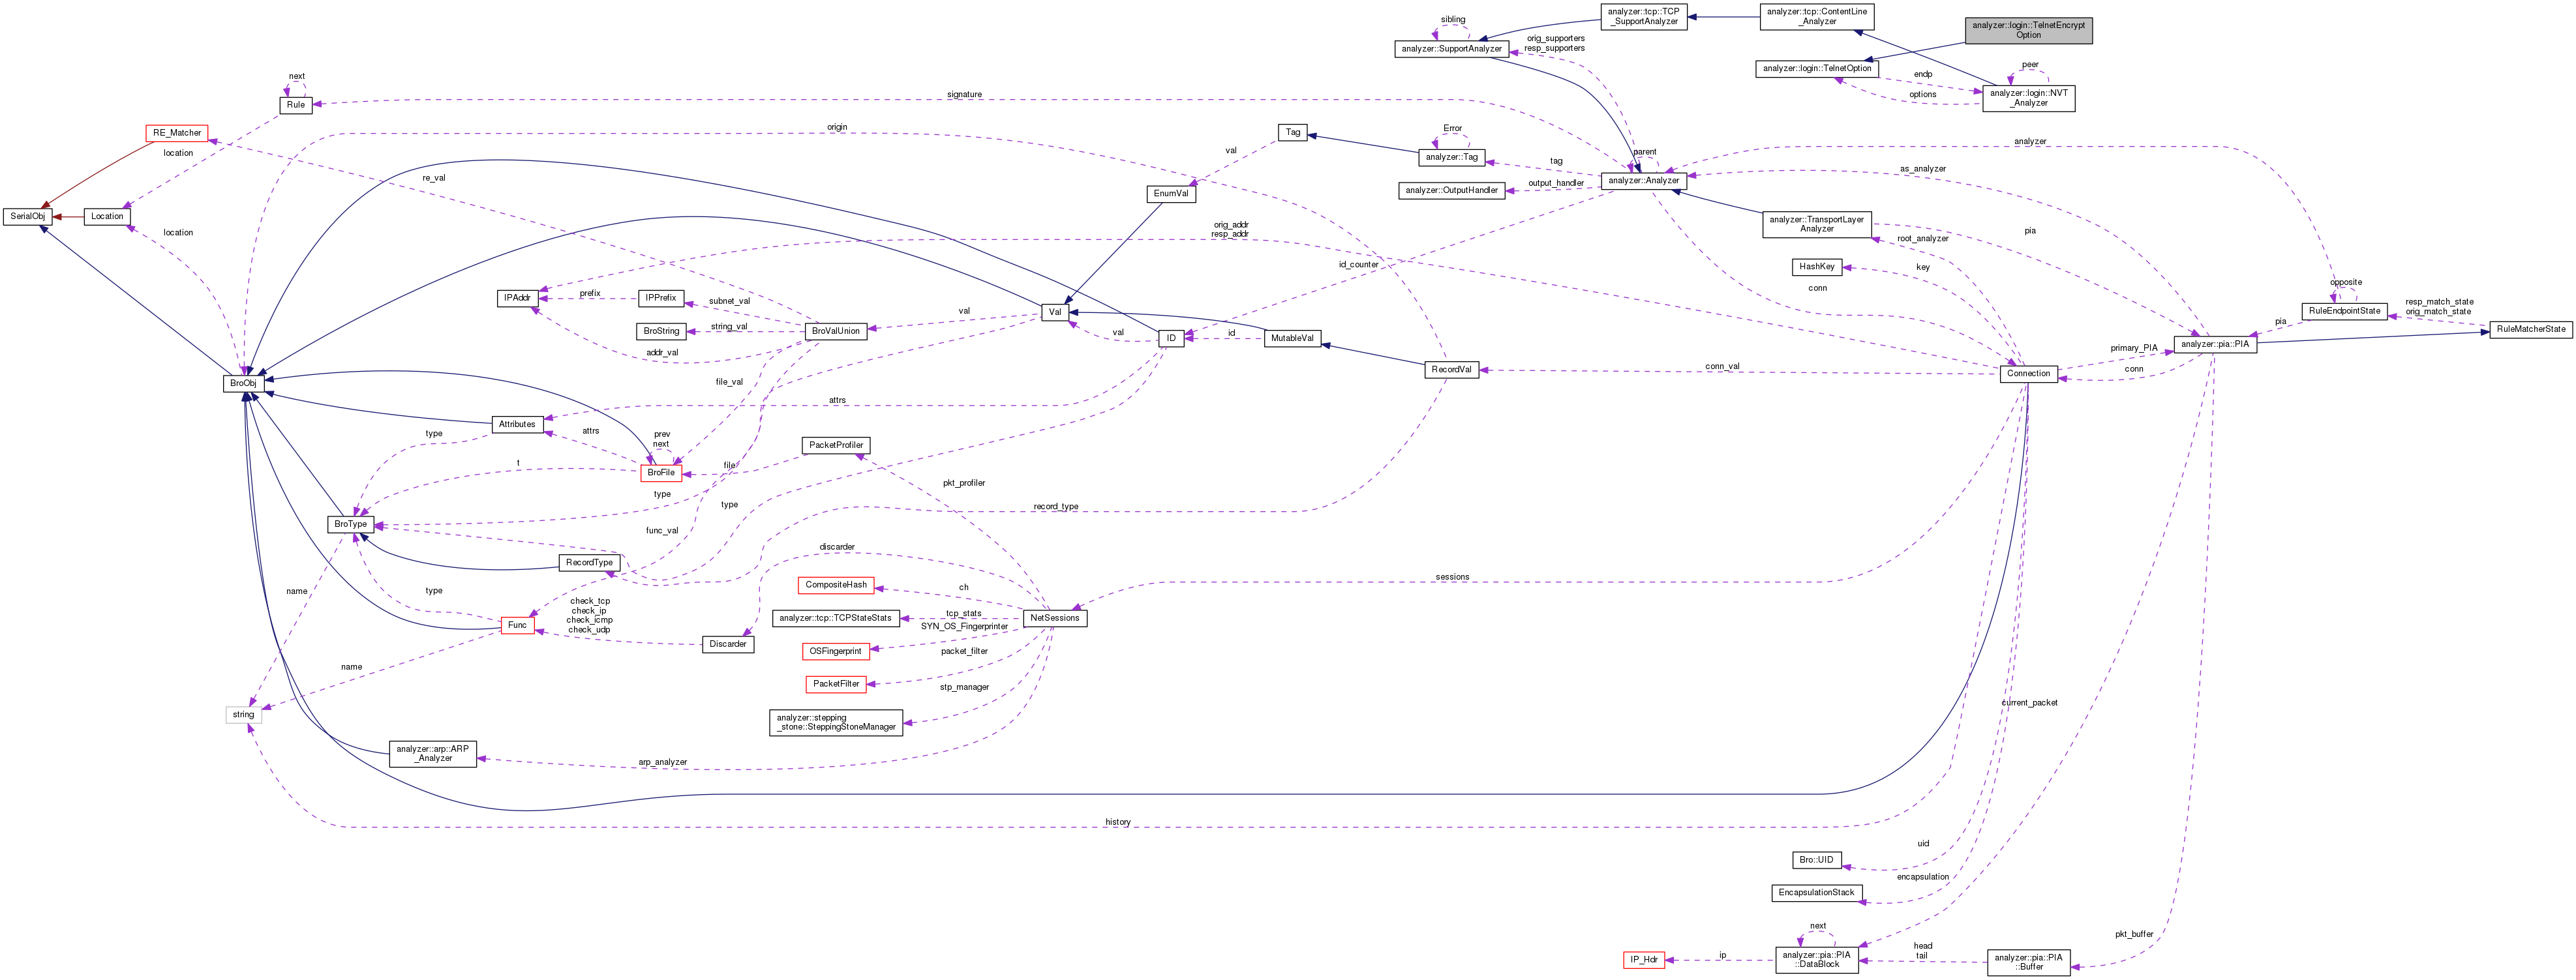 analyzer::tcp::TCP
_SupportAnalyzer
analyzer::tcp::ContentLine
_Analyzer
analyzer::login::TelnetEncrypt
Option
sibling
orig_supporters
resp_supporters
analyzer::SupportAnalyzer
analyzer::login::TelnetOption
endp
options
peer
analyzer::login::NVT
_Analyzer
next
Rule
signature
RE_Matcher
origin
location
re_val
Tag
val
Error
analyzer::Tag
tag
parent
analyzer::Analyzer
analyzer
as_analyzer
EnumVal
analyzer::OutputHandler
output_handler
SerialObj
Location
location
orig_addr
resp_addr
analyzer::TransportLayer
Analyzer
root_analyzer
pia
id_counter
HashKey
key
conn
opposite
RuleEndpointState
resp_match_state
orig_match_state
RuleMatcherState
pia
IPAddr
prefix
IPPrefix
subnet_val
BroString
string_val
BroValUnion
addr_val
val
Val
val
ID
id
MutableVal
primary_PIA
analyzer::pia::PIA
conn
Connection
conn_val
RecordVal
BroObj
file_val
attrs
Attributes
type
attrs
prev
next
BroFile
t
file
PacketProfiler
pkt_profiler
type
type
record_type
BroType
func_val
RecordType
discarder
CompositeHash
ch
sessions
name
type
check_tcp
check_ip
check_icmp
check_udp
Func
Discarder
analyzer::tcp::TCPStateStats
tcp_stats
SYN_OS_Fingerprinter
NetSessions
OSFingerprint
packet_filter
name
PacketFilter
stp_manager
string
analyzer::stepping
_stone::SteppingStoneManager
current_packet
analyzer::arp::ARP
_Analyzer
arp_analyzer
history
Bro::UID
uid
EncapsulationStack
encapsulation
pkt_buffer
next
IP_Hdr
ip
analyzer::pia::PIA
::DataBlock
head
tail
analyzer::pia::PIA
::Buffer